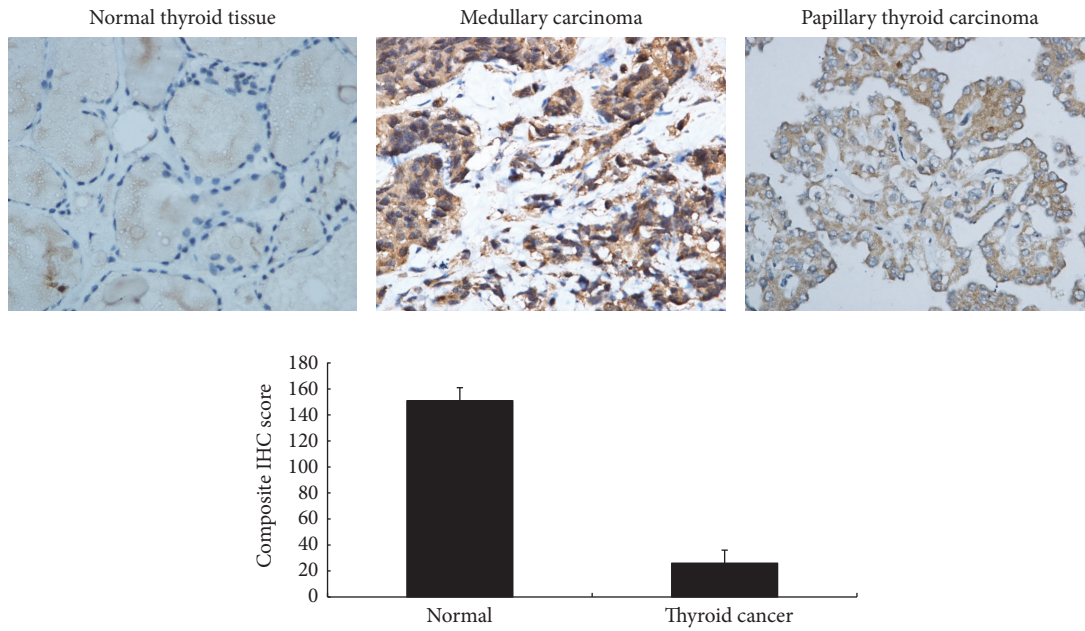 Normal thyroid tissue
Medullary carcinoma
Papillary thyroid carcinoma
180
160
140
120
100
80
60
40
20
0
Composite IHC score
Normal
Thyroid cancer